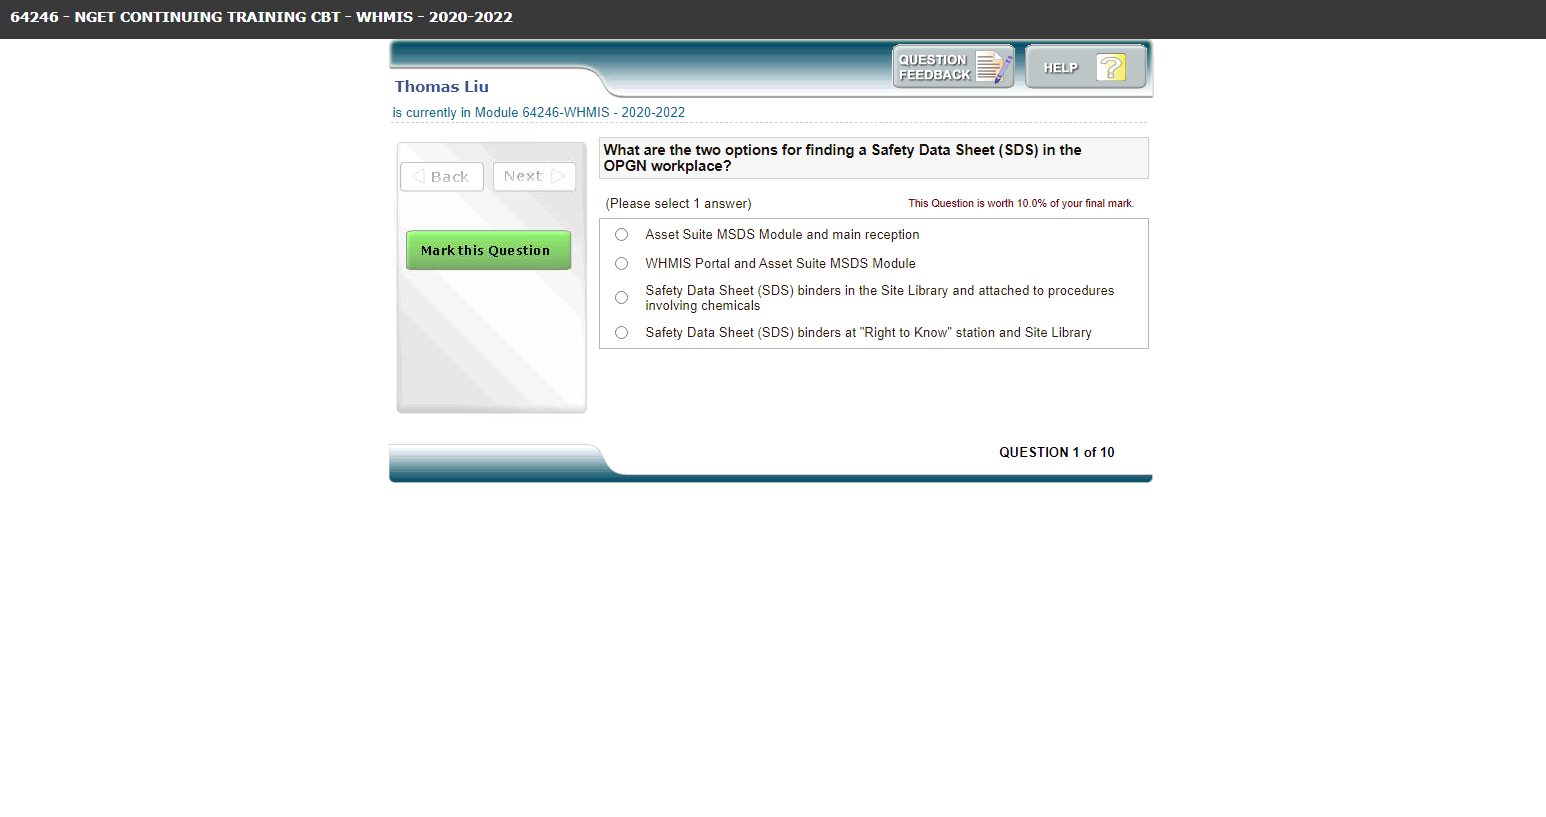 64246 - NGET CONTINUING TRAINING CBT - WHMIS - 2020-2022
QUESTION
FEEDBACK
HELP
Thomas Liu
is currently in Module 64246-WHMIS - 2020-2022
Back
Next
Mark this Question
What are the two options for finding a Safety Data Sheet (SDS) in the
OPGN workplace?
(Please select 1 answer)
This Question is worth 10.0% of your final mark.
Asset Suite MSDS Module and main reception
WHMIS Portal and Asset Suite MSDS Module
Safety Data Sheet (SDS) binders in the Site Library and attached to procedures
involving chemicals
Safety Data Sheet (SDS) binders at "Right to Know" station and Site Library
QUESTION 1 of 10